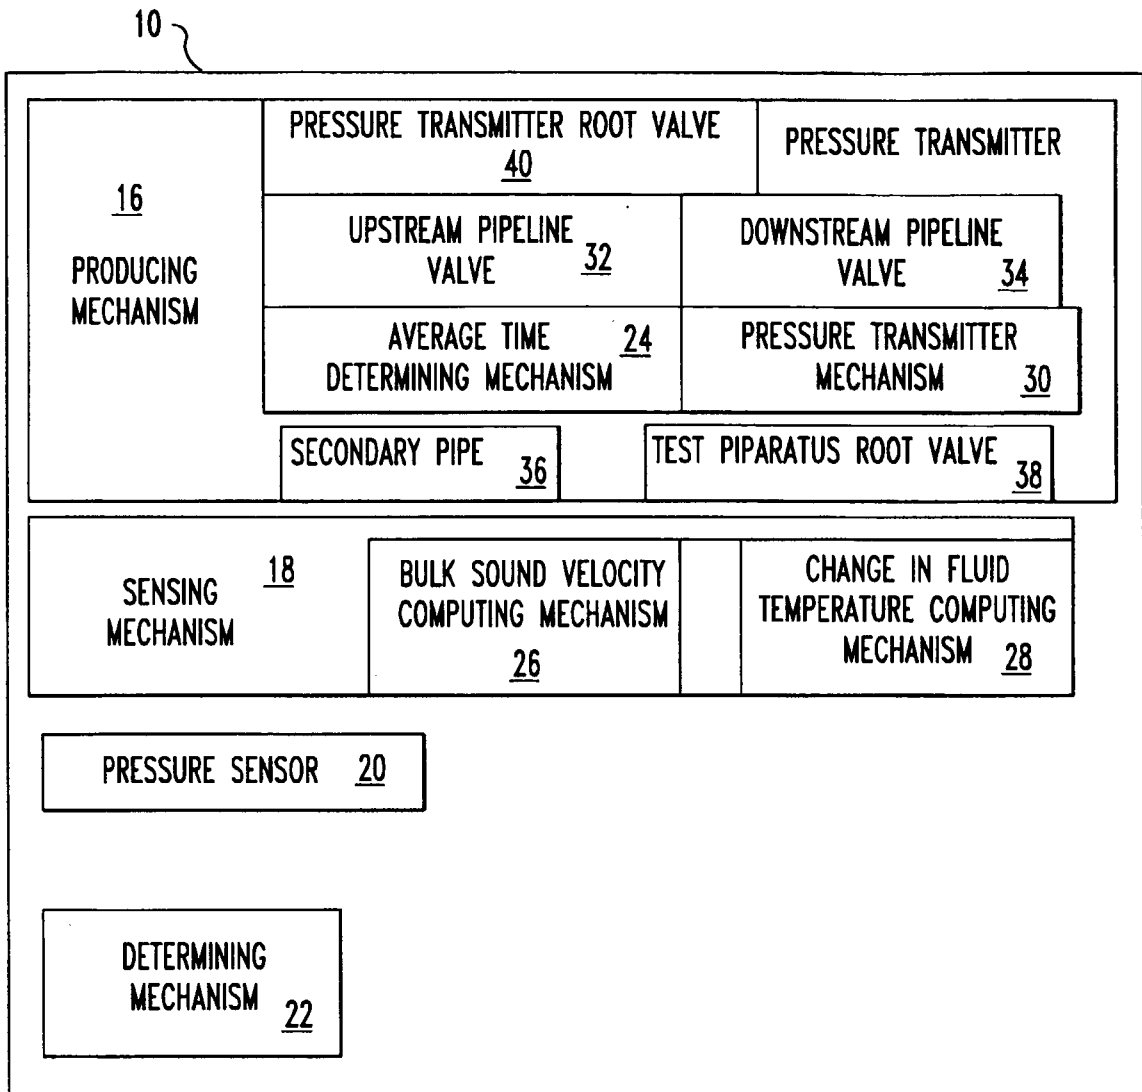 10
PRESSURE TRANSMITTER ROOT VALVE
40
PRESSURE TRANSMITTER
16
PRODUCING
MECHANISM
UPSTREAM PIPELINE
VALVE 32
DOWNSTREAM PIPELINE
VALVE 34
AVERAGE TIME 24
DETERMINING MECHANISM
PRESSURE TRANSMITTER
MECHANISM 30
SECONDARY PIPE 36
TEST PIPARATUS ROOT VALVE 38
SENSING 18
MECHANISM
BULK SOUND VELOCITY
COMPUTING MECHANISM
26
CHANGE IN FLUID
TEMPERATURE COMPUTING
MECHANISM 28
PRESSURE SENSOR 20
DETERMINING
MECHANISM 22